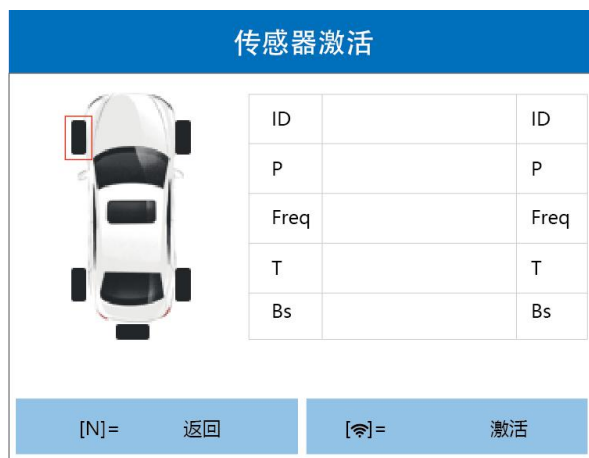 传感器激活
ID ID
P P
Freq Freq
T T
Bs Bs
[N]= 返回 []= 激活